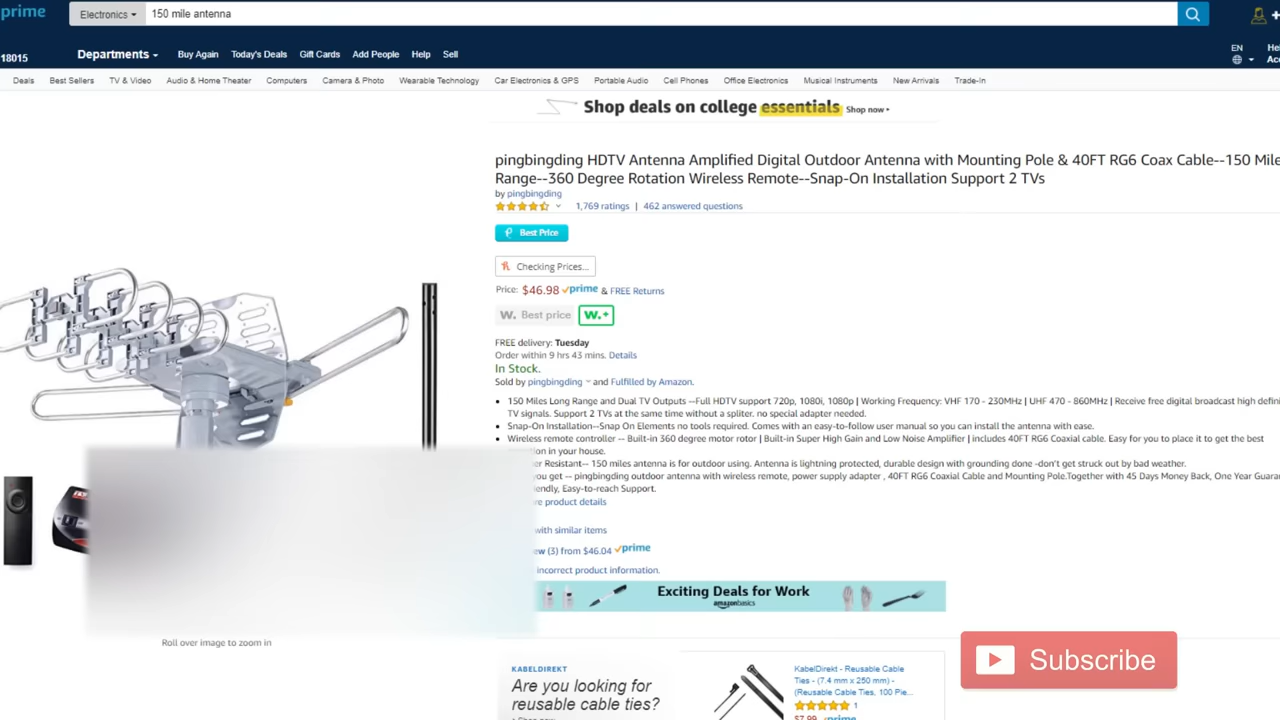 prime
Electronics
150 mile antenna
18015
Departments
Buy Again
Today's Deals
Gift Cards
Add People
Help
Sell
EN
Deals
Best Sellers
TV & Video
Audio & Home Theater
Computers
Camera & Photo
Wearable Technology
Car Electronics & GPS
Portable Audio
Cell Phones
Office Electronics
Musical Instruments
New Arrivals
Trade-In
Shop deals on college essentials Shop now
pingbingding HDTV Antenna Amplified Digital Outdoor Antenna with Mounting Pole & 40FT RG6 Coax Cable--150 Mile
Range--360 Degree Rotation Wireless Remote--Snap-On Installation Support 2 TVs
by pingbingding
1,769 ratings | 462 answered questions
Best Price
Checking Prices...
Price: $46.98 prime & FREE Returns
W. Best price W.+
FREE delivery: Tuesday
Order within 9 hrs 43 mins. Details
In Stock.
Sold by pingbingding and Fulfilled by Amazon.
150 Miles Long Range and Dual TV Outputs --Full HDTV support 720p, 1080i, 1080p | Working Frequency: VHF 170 - 230MHz | UHF 470 - 860MHz | Receive free digital broadcast high
TV signals. Support 2 TVs at the same time without a spliter. no special adapter needed.
Snap-On Installation--Snap On Elements no tools required. Comes with an easy-to-follow user manual so you can install the antenna with ease.
Wireless remote controller -- Built-in 360 degree motor rotor | Built-in Super High Gain and Low Noise Amplifier | includes 40FT RG6 Coaxial cable. Easy for you to place it to get the best
in your house.
Resistant-- 150 miles antenna is for outdoor using. Antenna is lightning protected, durable design with grounding done -don't get struck out by bad weather.
you get -- pingbingding outdoor antenna with wireless remote, power supply adapter , 40FT RG6 Coaxial Cable and Mounting Pole.Together with 45 Days Money Back, One Year
Easy-to-reach Support.
product details
with similar items
(3) from $46.04 prime
incorrect product information.
Exciting Deals for Work
amazonbasics
Roll over image to zoom in
KABELDIREKT
Are you looking for
reusable cable ties?
KabelDirekt - Reusable Cable
Ties - (7.4 mm x 250 mm) -
(Reusable Cable Ties, 100 Pie...
1
$7.99 prime
Subscribe